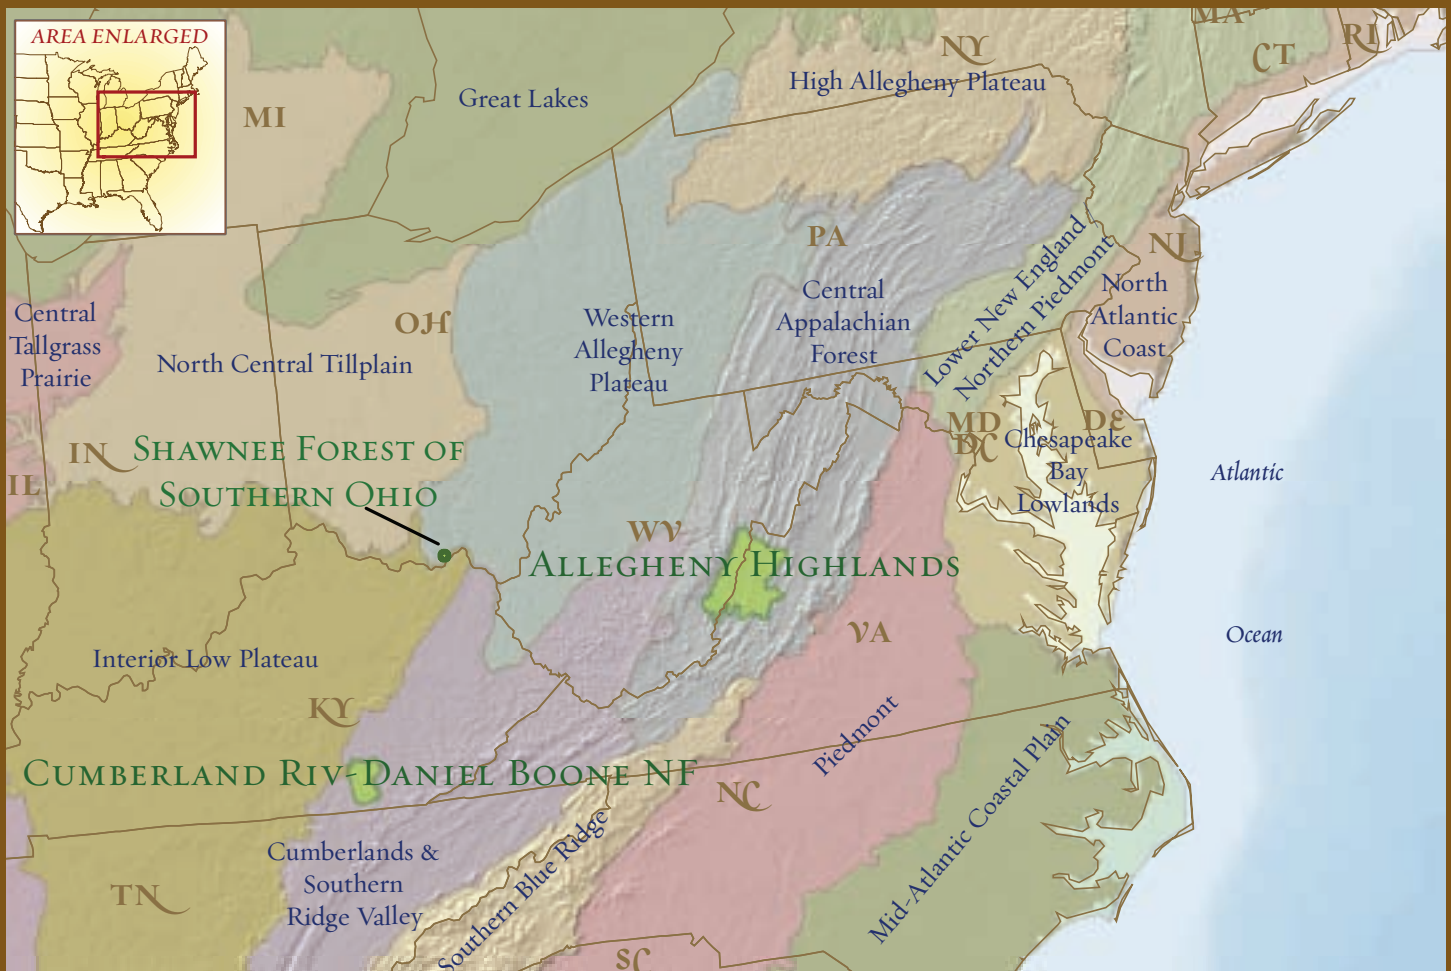 AREA ENLARGED
MA
NY
CT
RI
High Allegheny Plateau
Great Lakes
MI
PA
NJ
Central
Tallgrass
Prairie
North Central Tillplain
OH
Western
Allegheny
Plateau
Central
Appalachian
Forest
Lower New England
Northern Piedmont
North
Atlantic
Coast
IN
IL
SHAWNEE FOREST OF
SOUTHERN OHIO
MD
DC
DE
Chesapeake
Bay
Lowlands
Atlantic
WV
ALLEGHENY HIGHLANDS
VA
Ocean
Interior Low Plateau
KY
Piedmont
CUMBERLAND RIV-DANIEL BOONE NF
NC
Mid-Atlantic Coastal Plain
Cumberlands &
Southern
Ridge Valley
Southern Blue Ridge
TN
SC